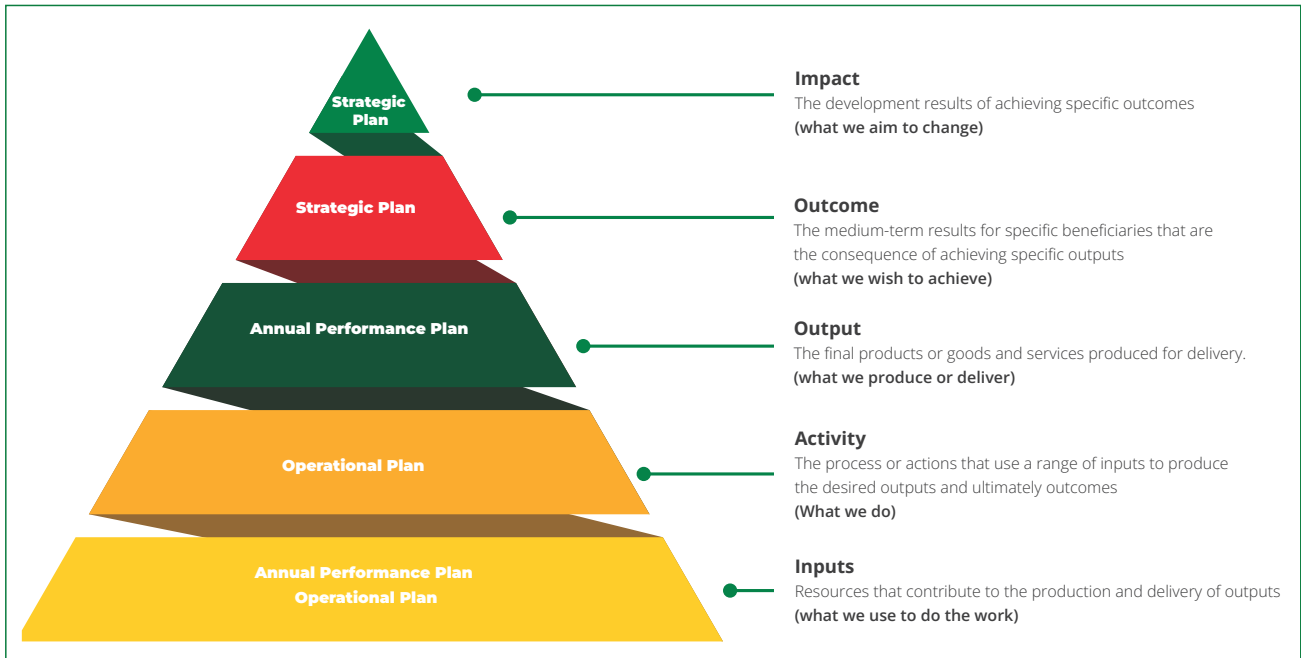 Strategic
Plan
Impact
The development results of achieving specific outcomes
(what we aim to change)
Strategic Plan
Outcome
The medium-term results for specific beneficiaries that are
the consequence of achieving specific outputs
(what we wish to achieve)
Annual Performance Plan
Output
The final products or goods and services produced for delivery.
(what we produce or deliver)
Operational Plan
Activity
The process or actions that use a range of inputs to produce
the desired outputs and ultimately outcomes
(What we do)
Annual Performance Plan
Operational Plan
Inputs
Resources that contribute to the production and delivery of outputs
(what we use to do the work)